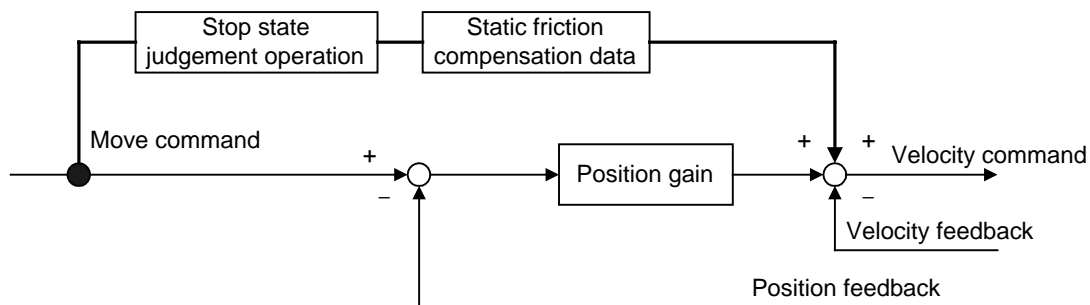 Stop state
judgement operation
Static friction
compensation data
Move command
+
−
Position gain
+
+
−
Velocity command
Velocity feedback
Position feedback